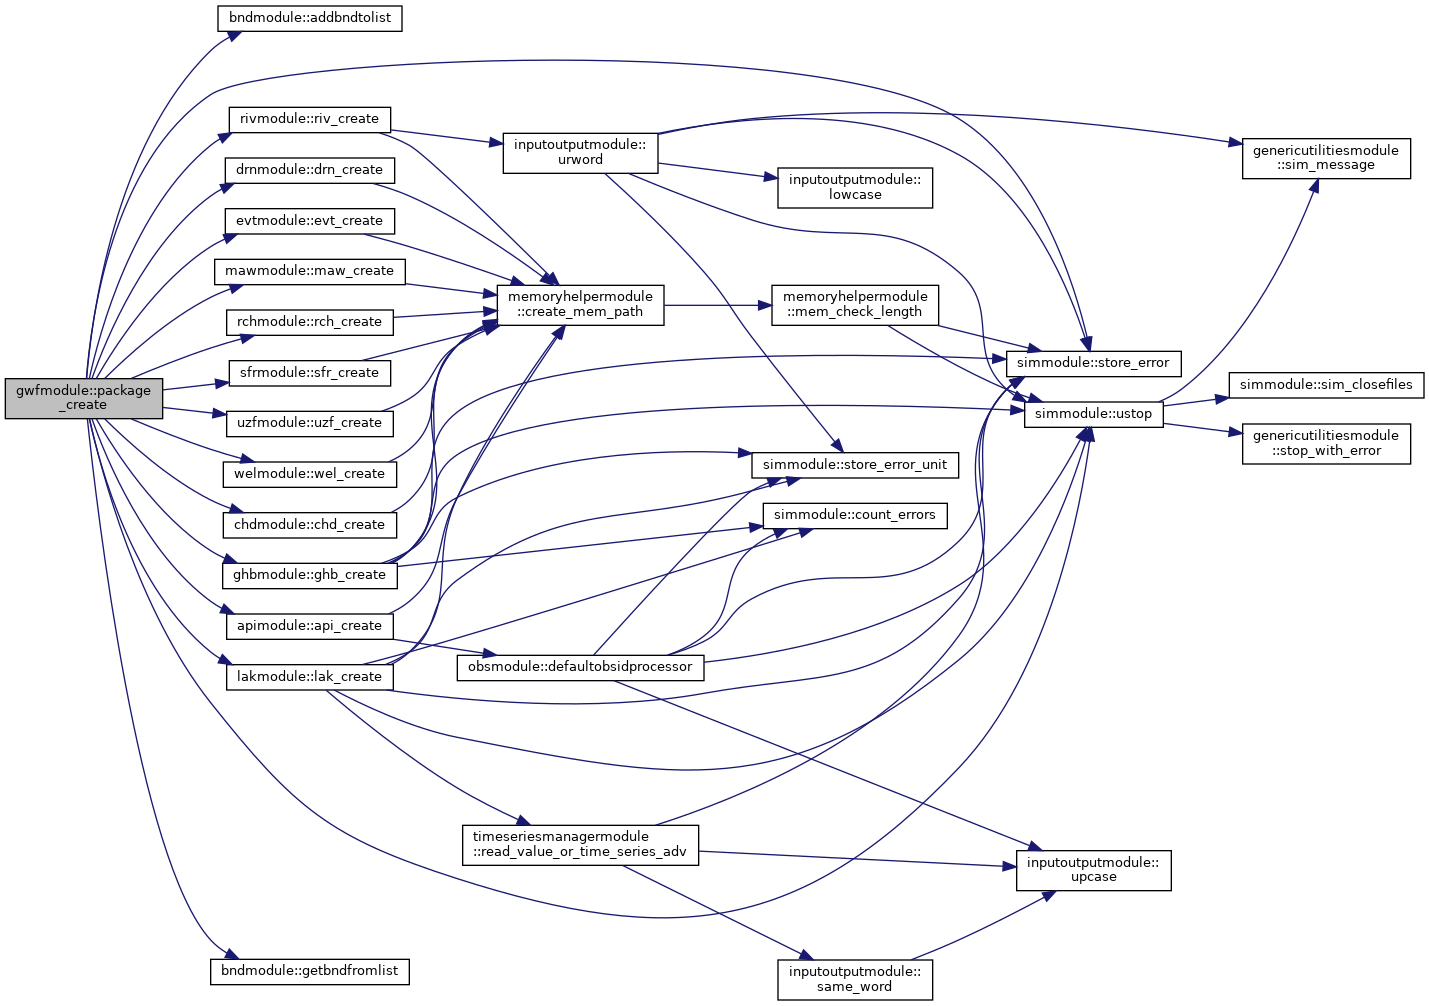 gwfmodule::package
_create
bndmodule::addbndtolist
rivmodule::riv_create
drnmodule::drn_create
evtmodule::evt_create
mawmodule::maw_create
rchmodule::rch_create
sfrmodule::sfr_create
uzfmodule::uzf_create
welmodule::wel_create
chdmodule::chd_create
ghbmodule::ghb_create
apimodule::api_create
lakmodule::lak_create
bndmodule::getbndfromlist
inputoutputmodule::
urword
memoryhelpermodule
::create_mem_path
obsmodule::defaultobsidprocessor
timeseriesmanagermodule
::read_value_or_time_series_adv
inputoutputmodule::
lowcase
memoryhelpermodule
::mem_check_length
simmodule::store_error_unit
simmodule::count_errors
inputoutputmodule::
same_word
simmodule::store_error
simmodule::ustop
inputoutputmodule::
upcase
genericutilitiesmodule
::sim_message
simmodule::sim_closefiles
genericutilitiesmodule
::stop_with_error